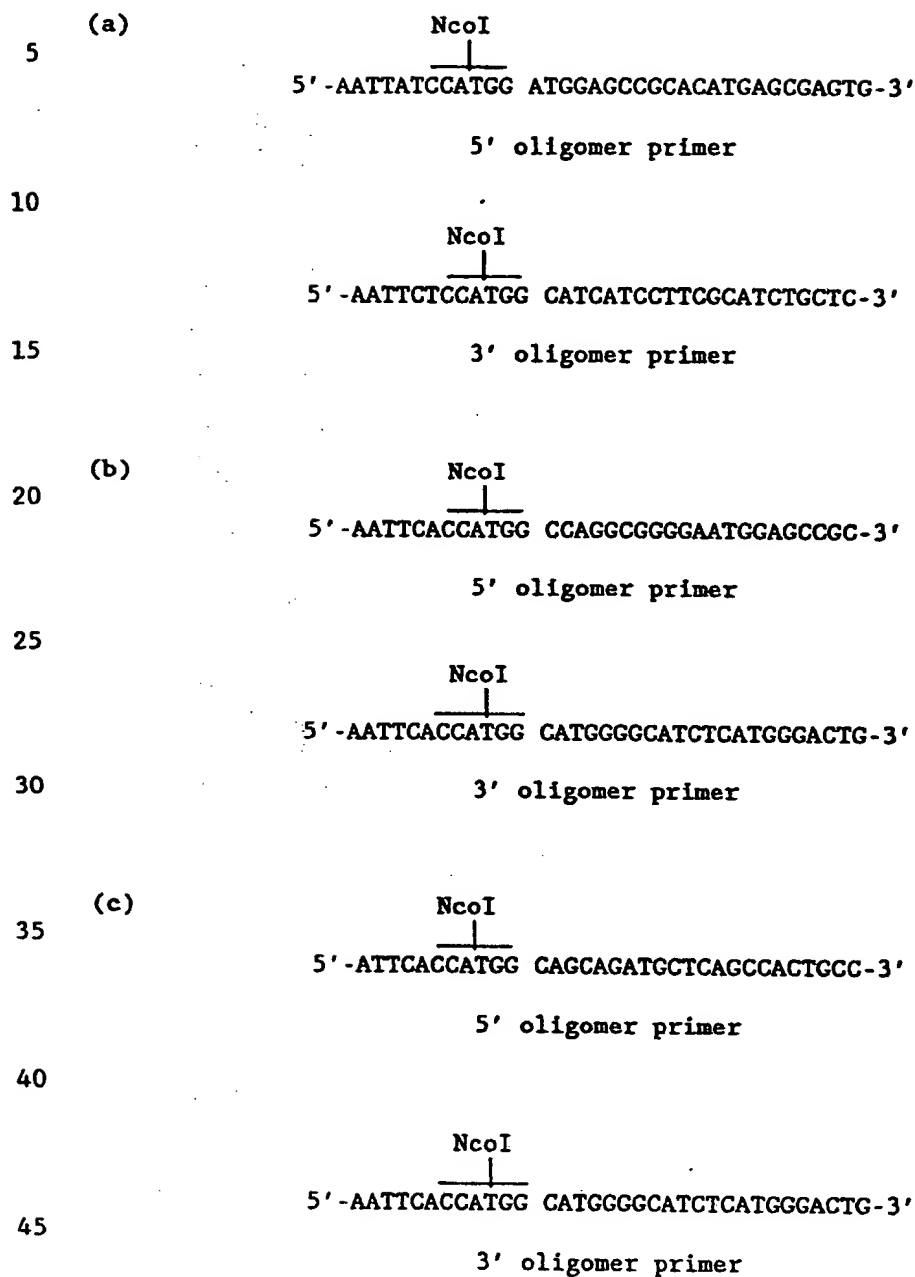 (a)
NcoI
5
5'-AATTATCCATGG ATGGAGCCGCACATGAGCGAGTG-3'
5' oligomer primer
10
NcoI
5'-AATTCTCCATGG CATCATCCTTCGCATCTGCTC-3'
15
3' oligomer primer
(b)
NcoI
20
5'-AATTCACCATGG CCAGGCGGGGAATGGAGCCGC-3'
5' oligomer primer
25
NcoI
5'-AATTCACCATGG CATGGGGCATCTCATGGGACTG-3'
30
3' oligomer primer
(c)
NcoI
35
5'-ATTCACCATGG CAGCAGATGCTCAGCCACTGCC-3'
5' oligomer primer
40
NcoI
5'-AATTCACCATGG CATGGGGCATCTCATGGGACTG-3'
45
3' oligomer primer